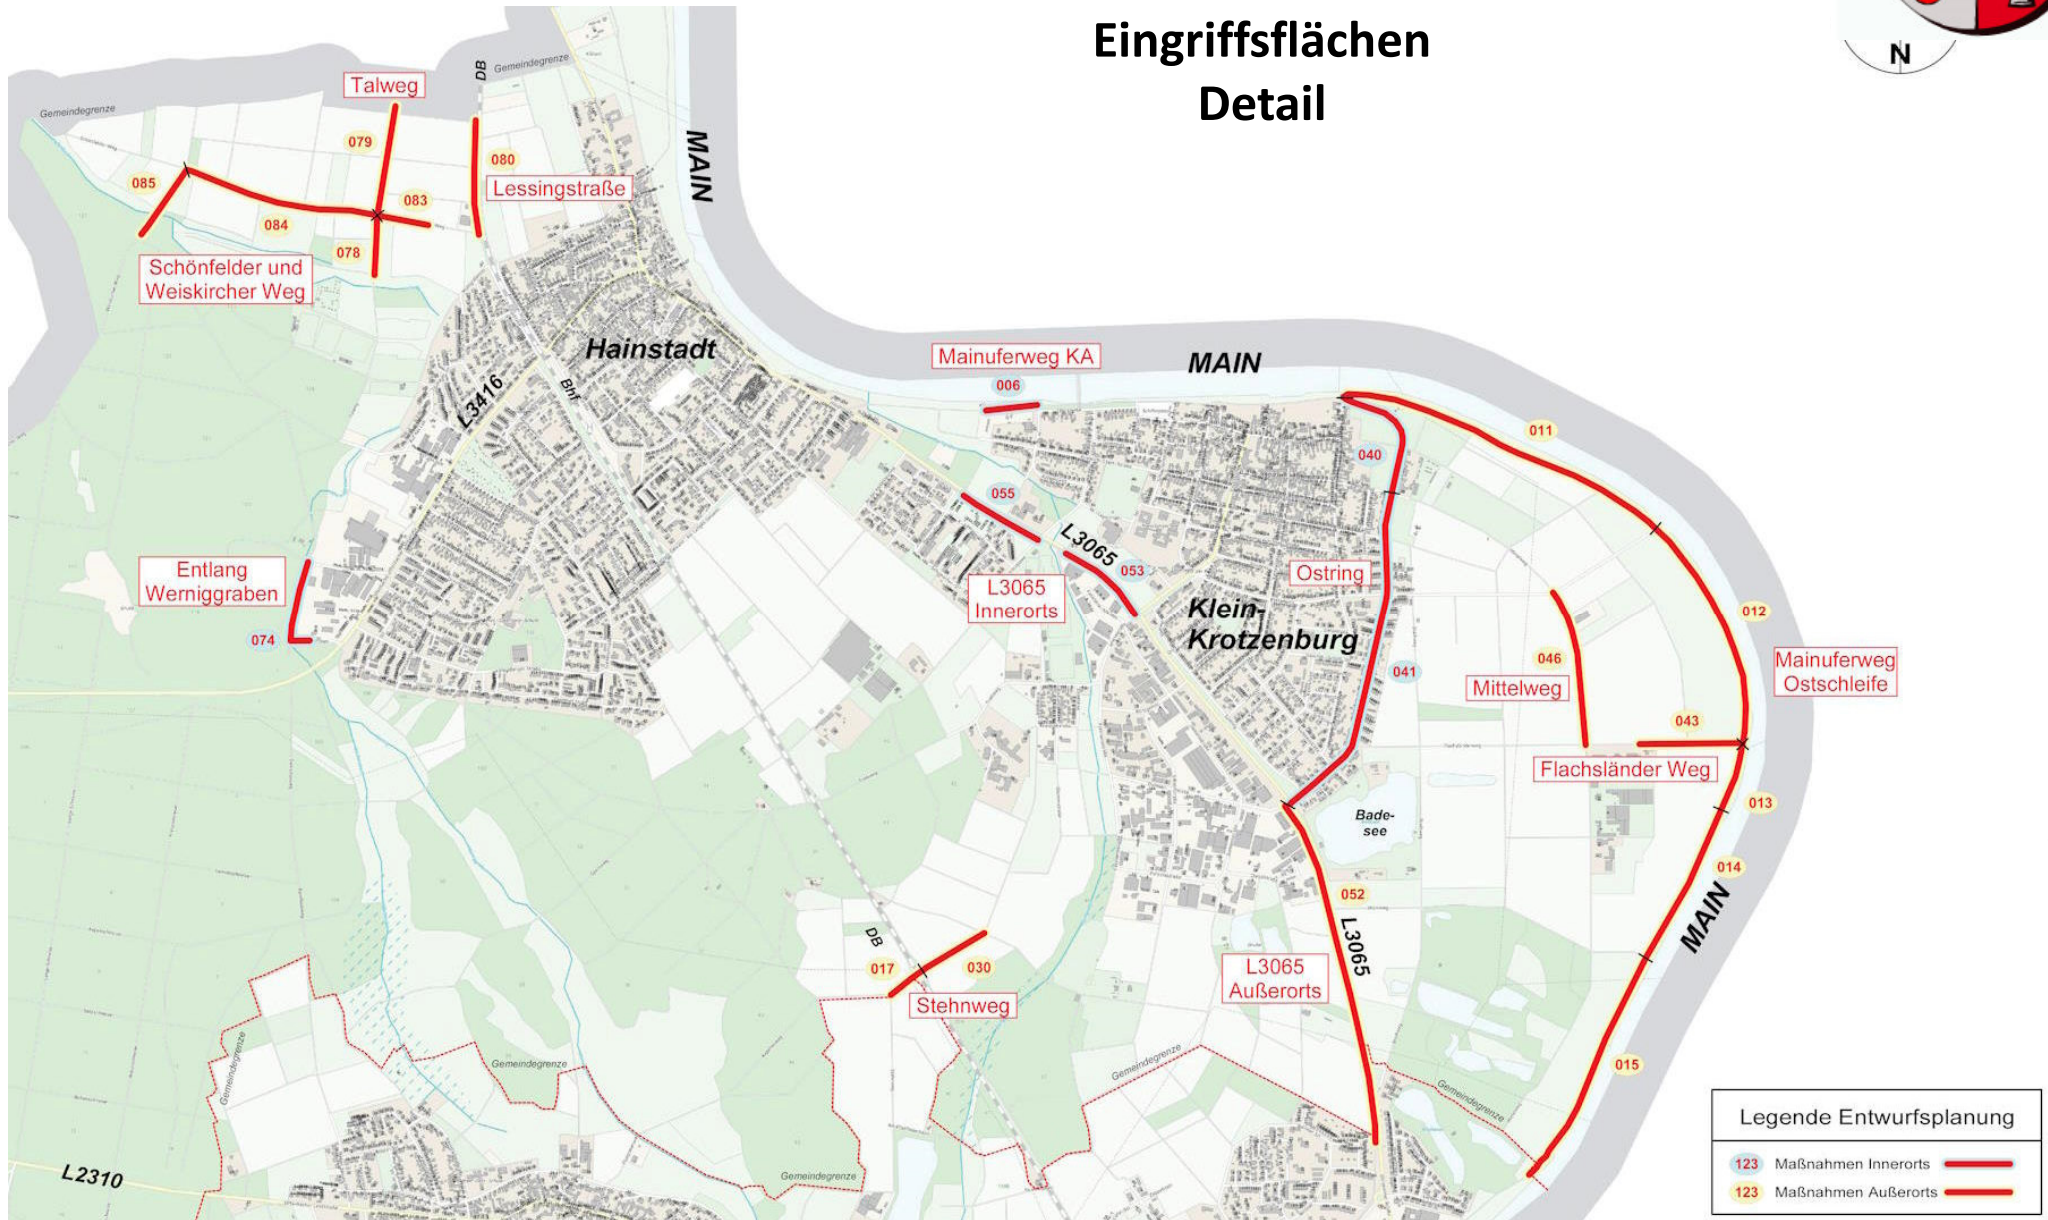 Eingriffsflächen
Detail
N
Gemeindegrenze
DB
Gemeindegrenze
Talweg
079
080
Lessingstraße
085
083
084
078
Schönfelder und
Weiskircher Weg
MAIN
Hainstadt
L3416
Bhf
Mainuferweg KA
006
MAIN
011
040
055
L3065
053
L3065
Innerorts
Ostring
Klein-
Krotzenburg
041
Entlang
Werniggraben
074
012
046
Mittelweg
Mainuferweg
Ostschleife
043
Flachsländer Weg
013
Bade-
see
014
MAIN
052
L3065
L3065
Außerorts
DB
017
030
Stehnweg
015
Gemeindegrenze
Gemeindegrenze
Gemeindegrenze
Gemeindegrenze
Gemeindegrenze
L2310
Legende Entwurfsplanung
123 Maßnahmen Innerorts
123 Maßnahmen Außerorts